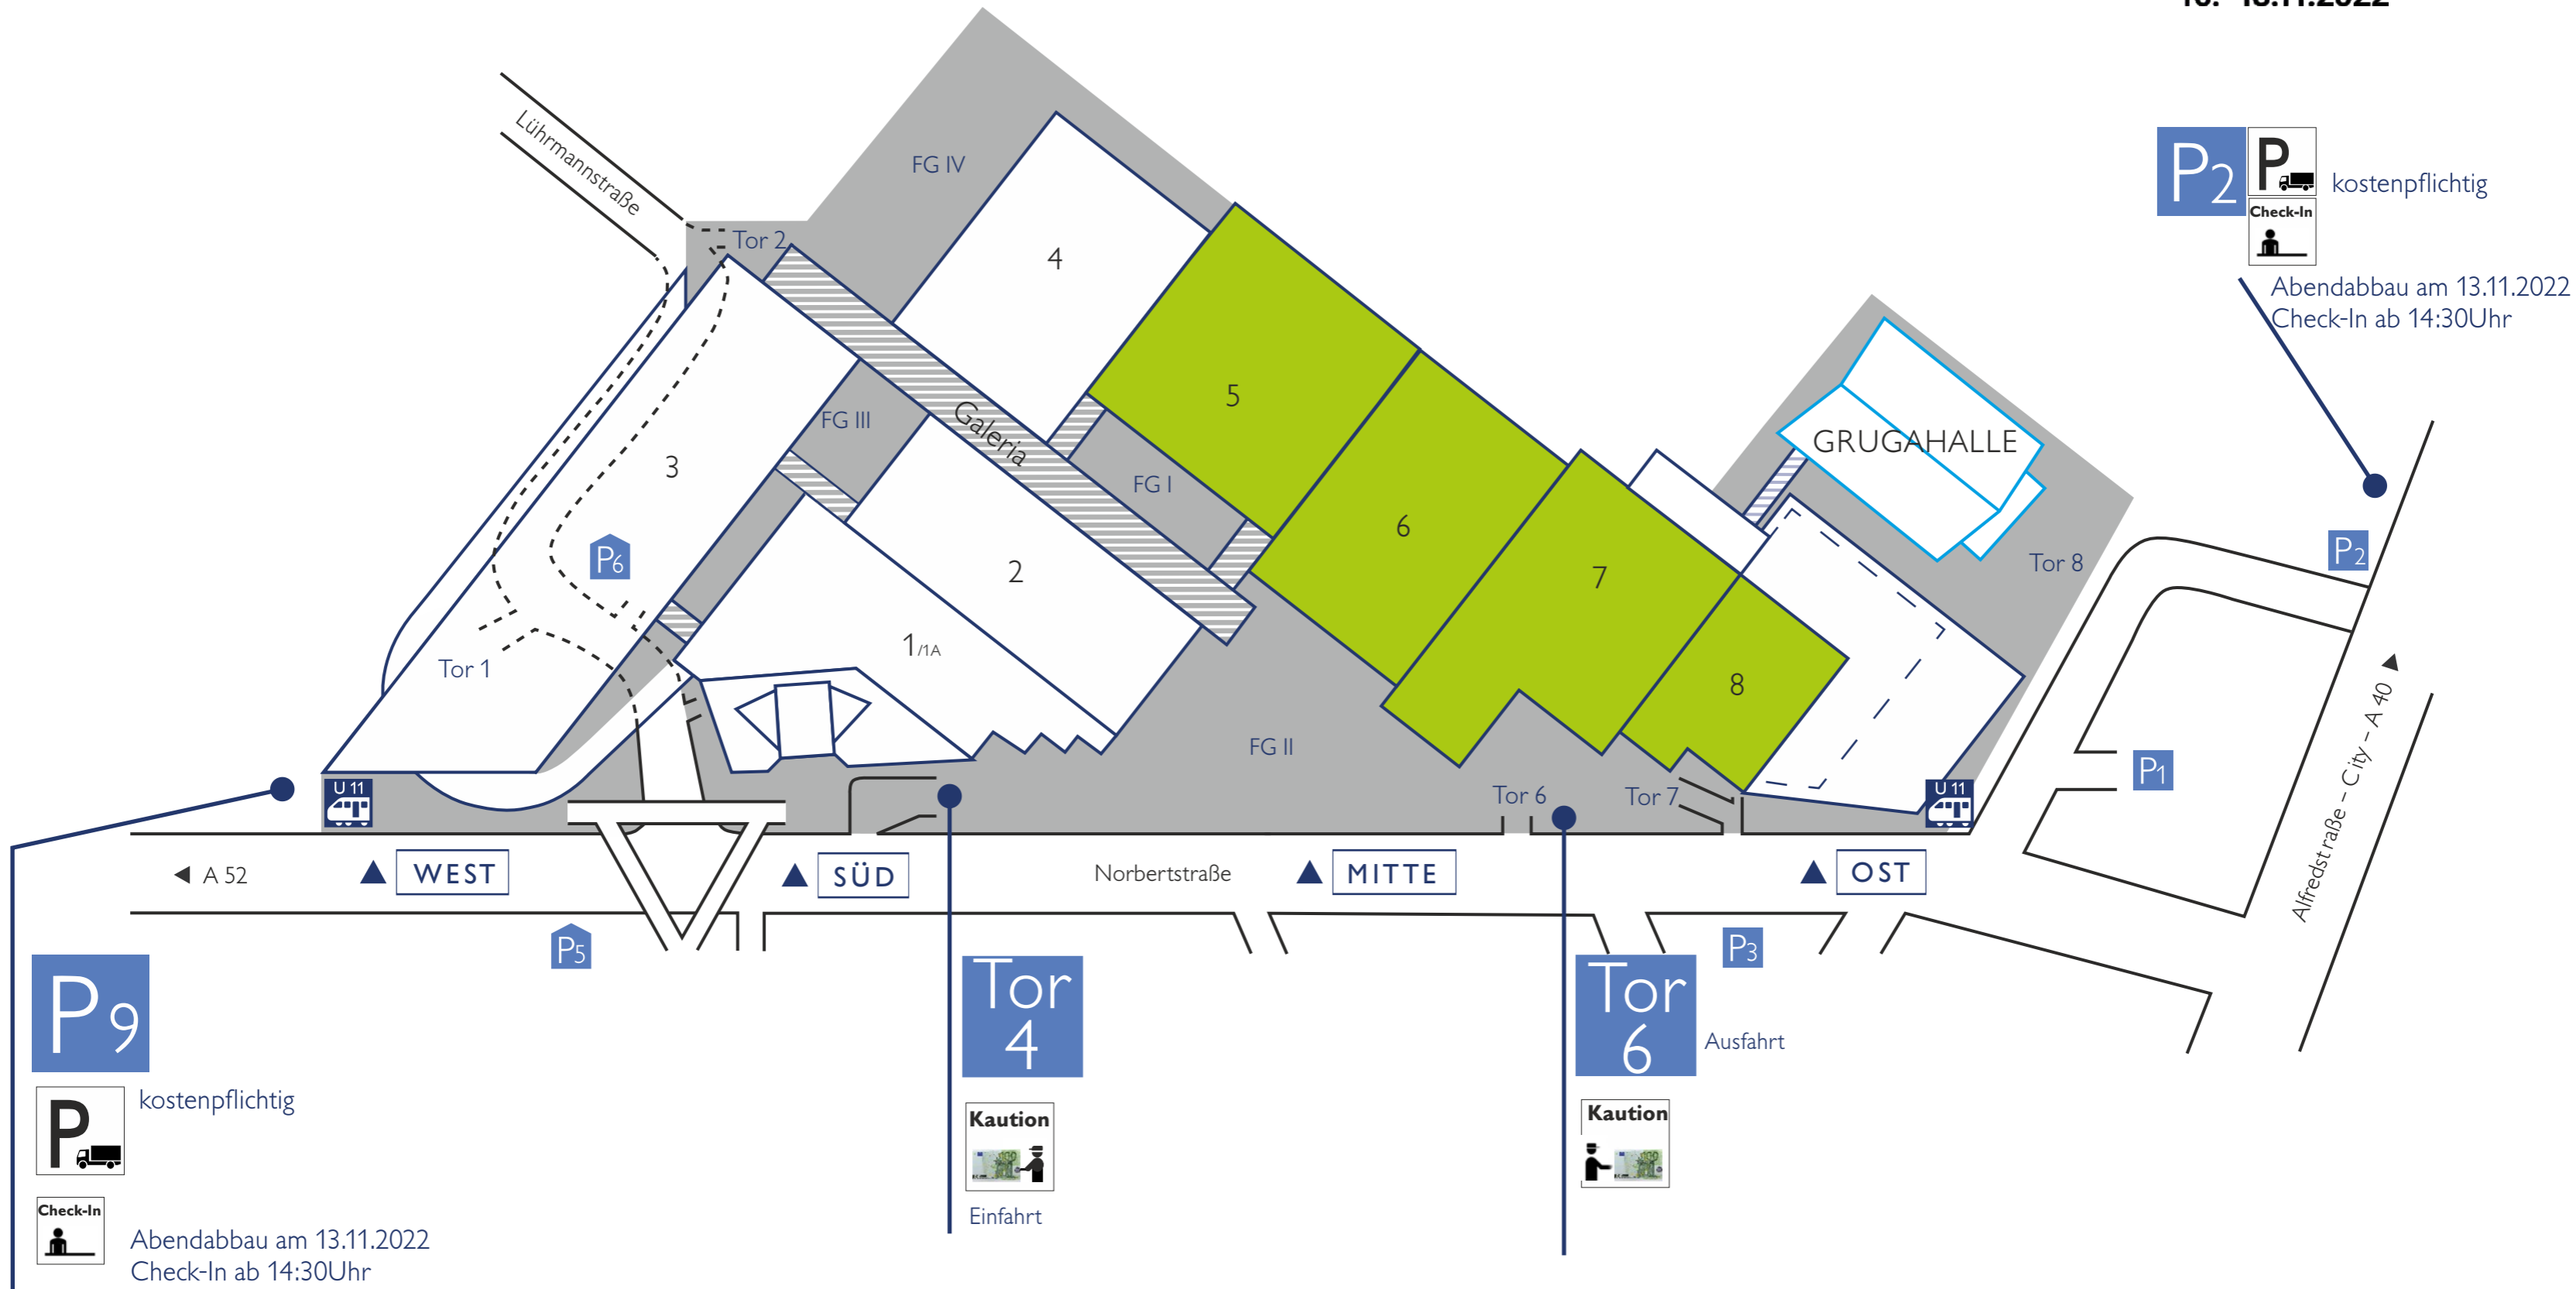 Lührmannstraße
FG IV
Tor 2
4
5
3
FG III
Galeria
FG I
6
7
2
1/1A
P6
Tor 1
8
FG II
GRUGAHALLE
Tor 8
P2
P
Check-In
kostenpflichtig
Abendabbau am 13.11.2022
Check-In ab 14:30Uhr
P2
P1
Alfredstraße – City – A 40
U 11
Tor 6
Tor 7
U 11
A 52
WEST
SÜD
Norbertstraße
MITTE
OST
P5
P3
P9
P
kostenpflichtig
Check-In
Abendabbau am 13.11.2022
Check-In ab 14:30Uhr
Tor
4
Kaution
Einfahrt
Tor
6
Ausfahrt
Kaution